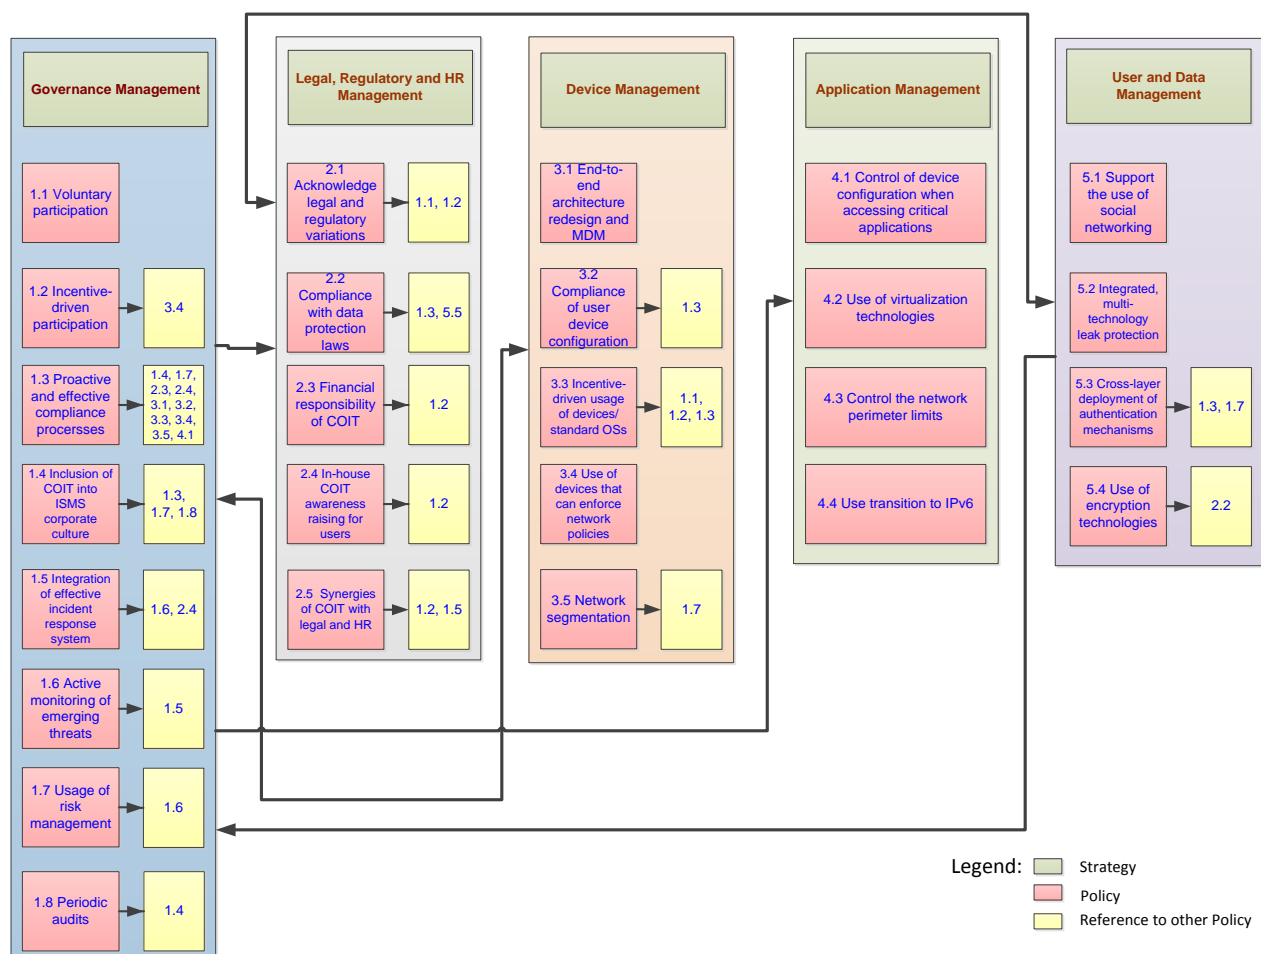 Governance Management
1.1 Voluntary
participation
1.2 Incentive-
driven
participation
3.4
1.3 Proactive
and effective
compliance
processses
1.4, 1.7,
2.3, 2.4,
3.1, 3.2,
3.3, 3.4,
3.5, 4.1
1.4 Inclusion of
COIT into
ISMS
corporate
culture
1.3,
1.7, 1.8
1.5 Integration
of effective
incident
response
system
1.6, 2.4
1.6 Active
monitoring of
emerging
threats
1.5
1.7 Usage of
risk
management
1.6
1.8 Periodic
audits
1.4
Legal, Regulatory and HR
Management
2.1
Acknowledge
legal and
regulatory
variations
1.1, 1.2
2.2
Compliance
with data
protection
laws
1.3, 5.5
2.3 Financial
responsibility
of COIT
1.2
2.4 In-house
COIT
awareness
raising for
users
1.2
2.5 Synergies
of COIT with
legal and HR
1.2, 1.5
Device Management
3.1 End-to-
end
architecture
redesign and
MDM
3.2
Compliance
of user
device
configuration
1.3
3.3 Incentive-
driven usage
of devices/
standard OSs
1.1,
1.2, 1.3
3.4 Use of
devices that
can enforce
network
policies
3.5 Network
segmentation
1.7
Application Management
4.1 Control of device
configuration when
accessing critical
applications
4.2 Use of virtualization
technologies
4.3 Control the network
perimeter limits
4.4 Use transition to IPv6
User and Data
Management
5.1 Support
the use of
social
networking
5.2 Integrated,
multi-
technology
leak protection
5.3 Cross-layer
deployment of
authentication
mechanisms
1.3, 1.7
5.4 Use of
encryption
technologies
2.2
Legend:
Strategy
Policy
Reference to other Policy